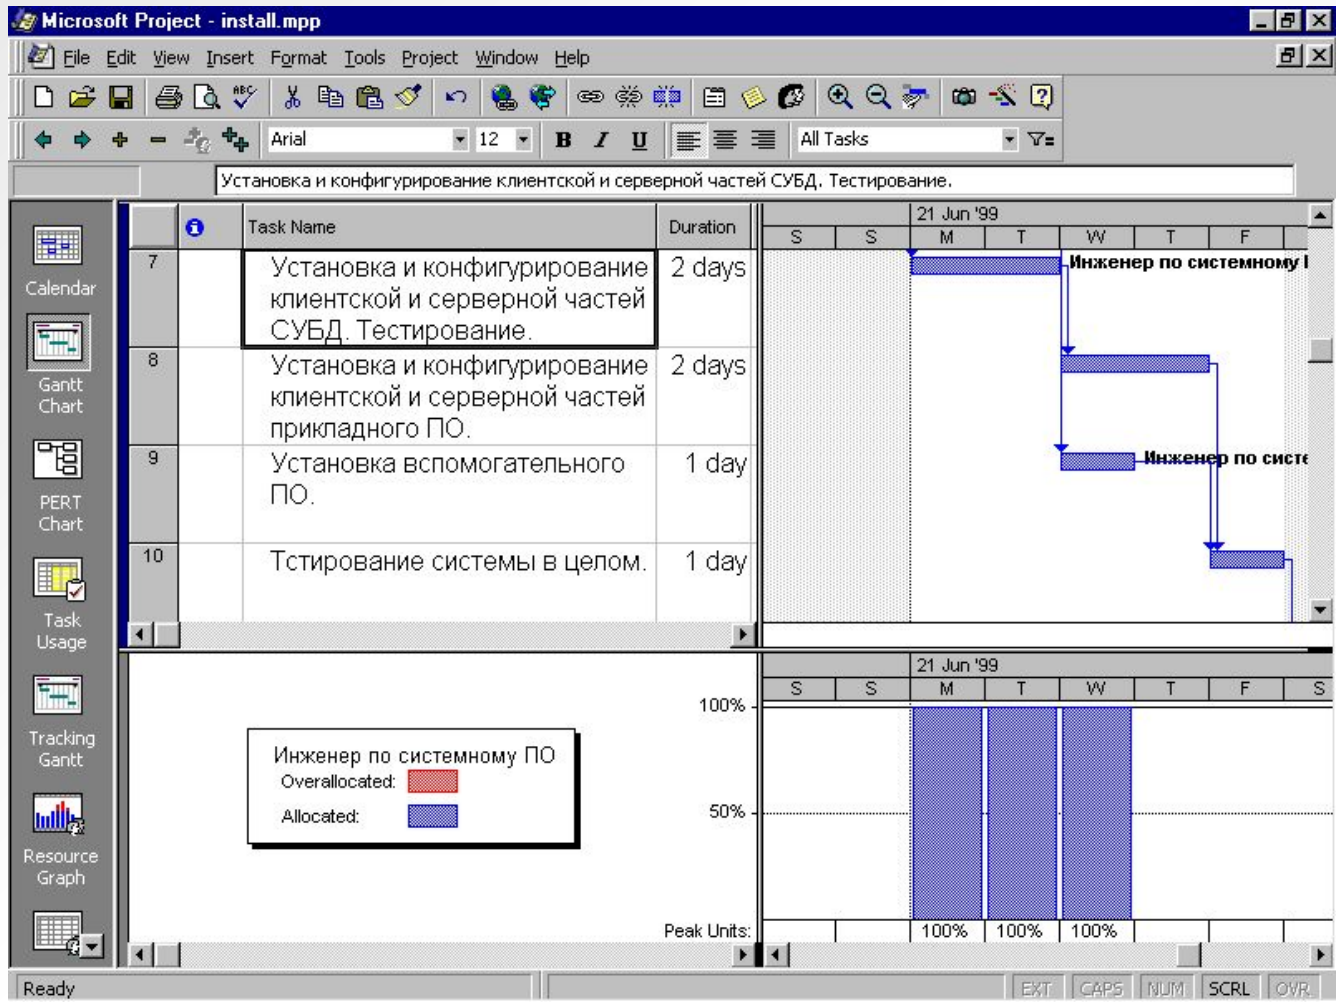 Microsoft Project - install.mpp
File Edit View Insert Format Tools Project Window Help
ABC
Arial 12 B I U All Tasks
Установка и конфигурирование клиентской и серверной частей СУБД. Тестирование.
Calendar
Gantt
Chart
PERT
Chart
Task
Usage
Tracking
Gantt
Resource
Graph
Task Name Duration
21 Jun '99
S S M T W T F
7 Установка и конфигурирование 2 days
клиентской и серверной частей
СУБД. Тестирование.
Инженер по системному
8 Установка и конфигурирование 2 days
клиентской и серверной частей
прикладного ПО.
9 Установка вспомогательного 1 day
ПО.
Инженер по систе
10 Тстирование системы в целом. 1 day
21 Jun '99
S S M T W T F S
100%
50%
Инженер по системному ПО
Overallocated:
Allocated:
Peak Units: 100% 100% 100%
Ready EXT CAPS NUM SCRL OVR